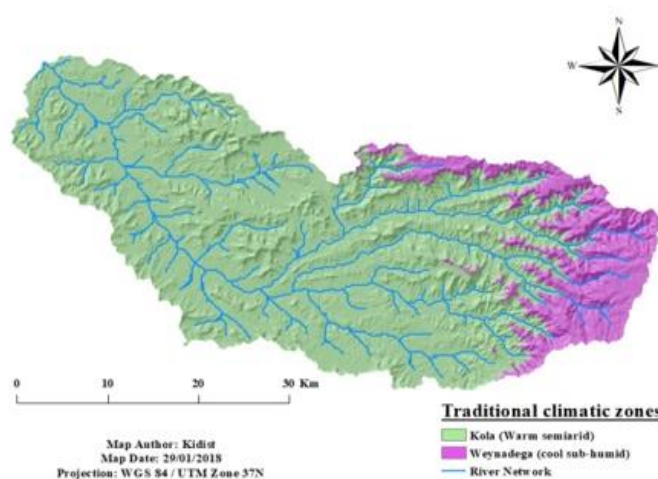 N
W E
N
0 10 20 30 Km
Traditional climatic zones
Kola (Warm semiarid)
Weynadega (cool sub-humid)
River Network
Map Author: Kidist
Map Date: 29/01/2018
Projection: WGS 84 / UTM Zone 37N